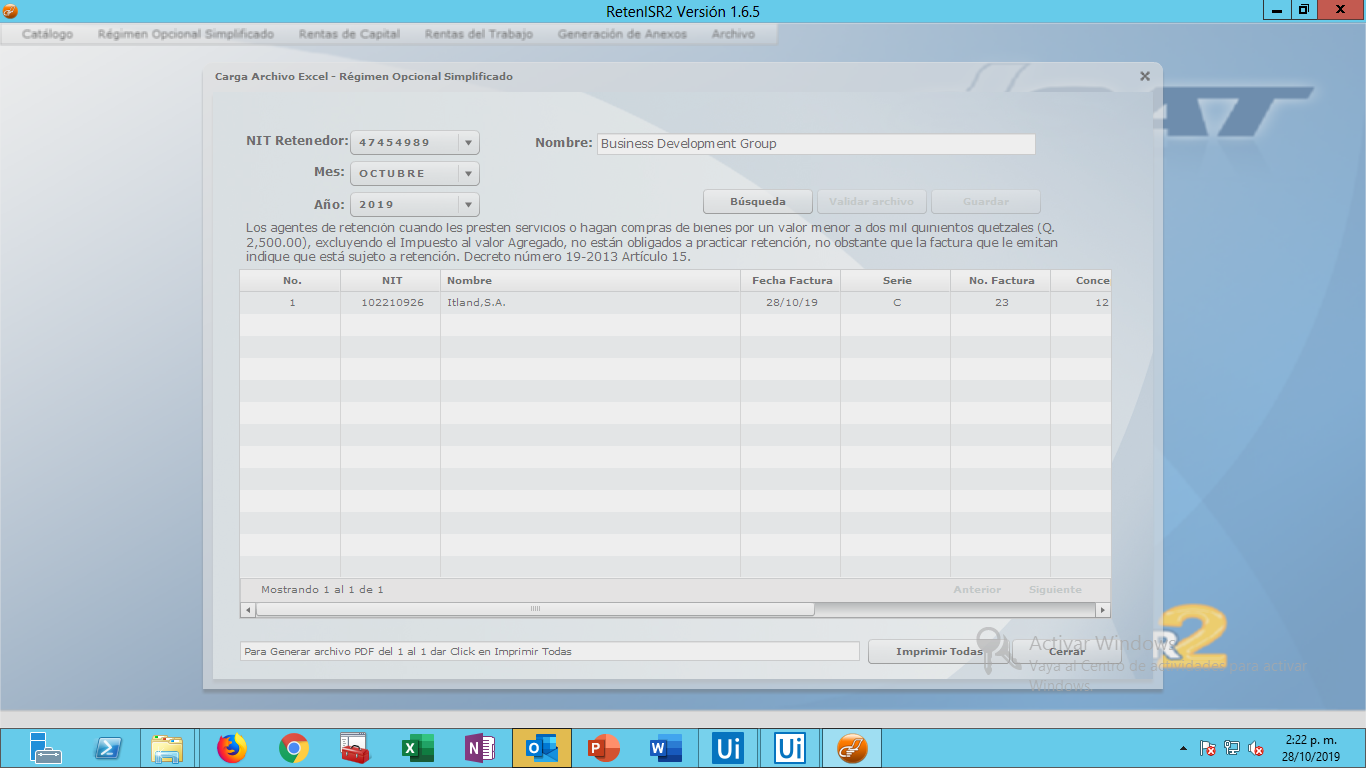 RetenISR2 Versión 1.6.5
Catálogo Régimen Opcional Simplificado Rentas de Capital Rentas del Trabajo Generación de Anexos Archivo
Carga Archivo Excel - Régimen Opcional Simplificado
NIT Retenedor: 47454989 Nombre: Business Development Group
Mes: OCTUBRE
Año: 2019 Búsqueda Validar archivo Guardar
Los agentes de retención cuando les presten servicios o hagan compras de bienes por un valor menor a dos mil quinientos quetzales (Q.
2,500.00), excluyendo el Impuesto al valor Agregado, no están obligados a practicar retención, no obstante que la factura que le emitan
indique que está sujeto a retención. Decreto número 19-2013 Artículo 15.
No. NIT Nombre Fecha Factura Serie No. Factura Conce
1 102210926 Itland,S.A. 28/10/19 C 23 12
Mostrando 1 al 1 de 1 Anterior Siguiente
Para Generar archivo PDF del 1 al 1 dar Click en Imprimir Todas Imprimir Todas Cerrar
R2
Activar Windows
Vaya al Centro de actividades para activar
Windows.
2:22 p. m.
28/10/2019